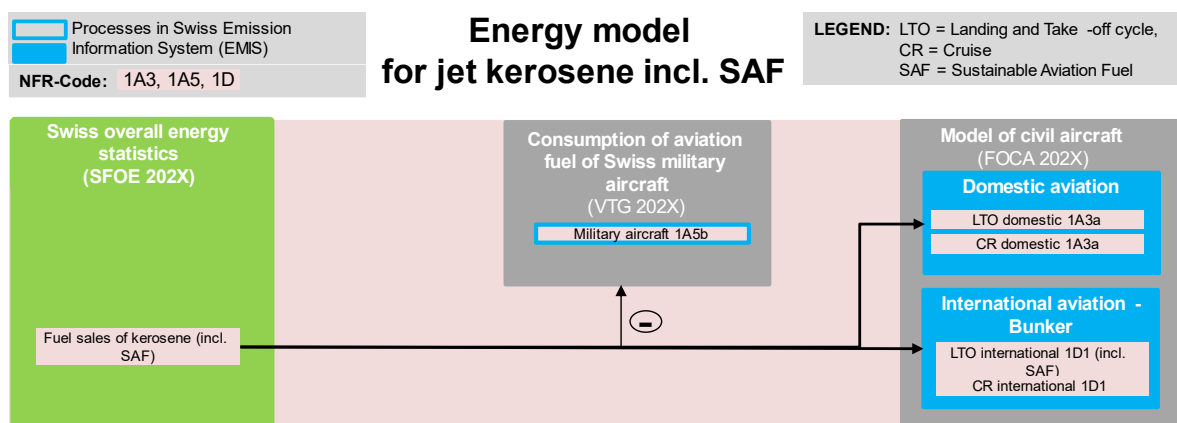 Processes in Swiss Emission
Information System (EMIS)
NFR-Code: 1A3, 1A5, 1D
Energy model
for jet kerosene incl. SAF
LEGEND: LTO = Landing and Take -off cycle,
CR = Cruise
SAF = Sustainable Aviation Fuel
Swiss overall energy
statistics
(SFOE 202X)
Fuel sales of kerosene (incl.
SAF)
Consumption of aviation
fuel of Swiss military
aircraft
(VTG 202X)
Military aircraft 1A5b
-
Model of civil aircraft
(FOCA 202X)
Domestic aviation
LTO domestic 1A3a
CR domestic 1A3a
International aviation -
Bunker
LTO international 1D1 (incl.
SAF)
CR international 1D1